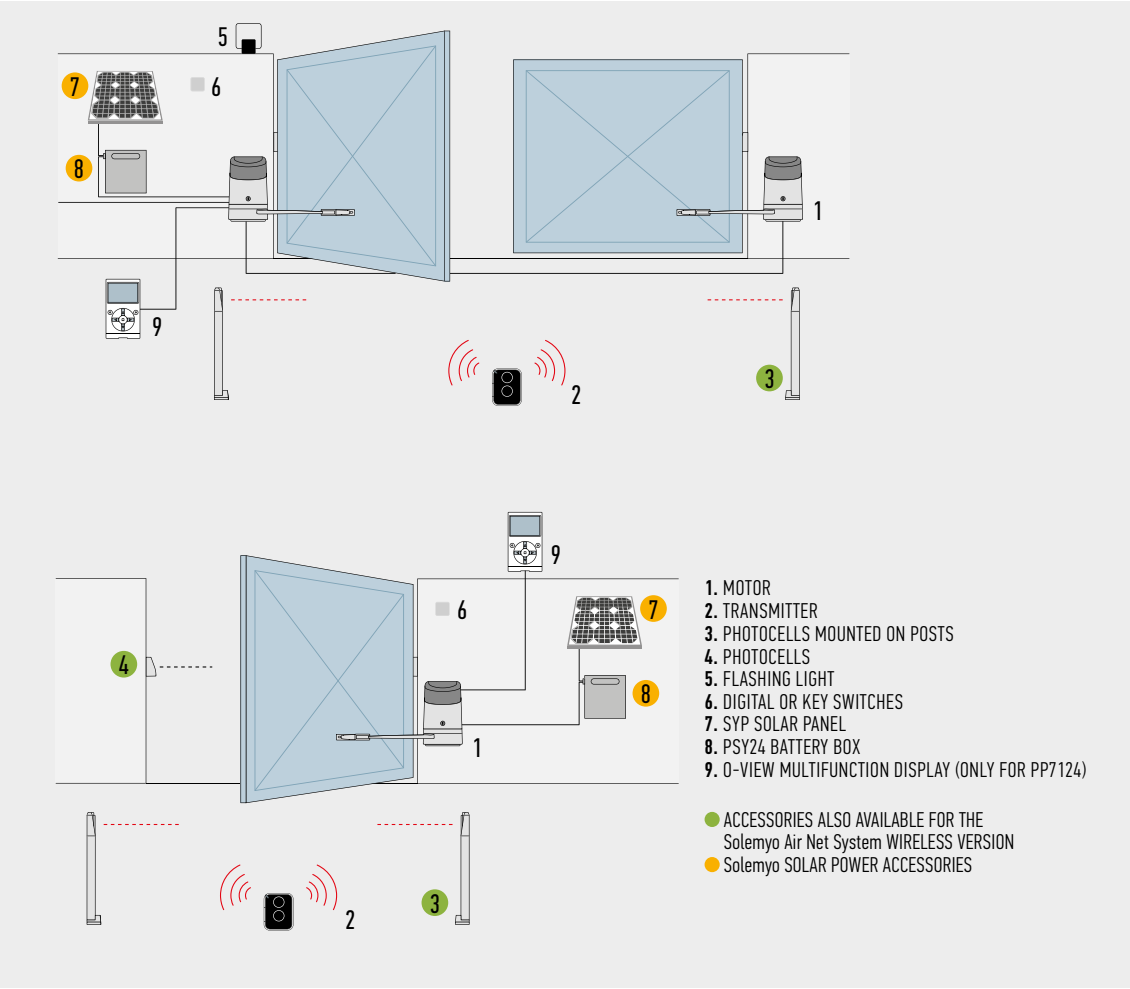 5
7
6
8
1
9
3
2
9
6
7
4
8
1
3
2
1. MOTOR
2. TRANSMITTER
3. PHOTOCELLS MOUNTED ON POSTS
4. PHOTOCELLS
5. FLASHING LIGHT
6. DIGITAL OR KEY SWITCHES
7. SYP SOLAR PANEL
8. PSY24 BATTERY BOX
9. O-VIEW MULTIFUNCTION DISPLAY (ONLY FOR PP7124)
ACCESSORIES ALSO AVAILABLE FOR THE
Solemyo Air Net System WIRELESS VERSION
Solemyo SOLAR POWER ACCESSORIES